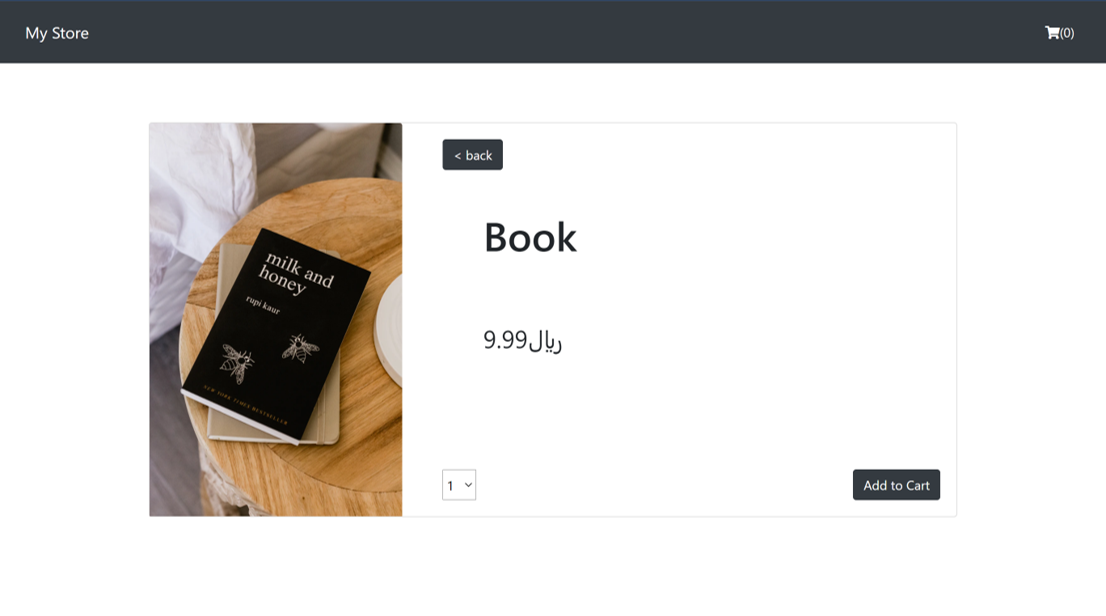 My Store
(0)
< back
milk and
honey
rupi kaur
NEW YORK TIMES BESTSELLER
Book
9.99﷼
1
Add to Cart